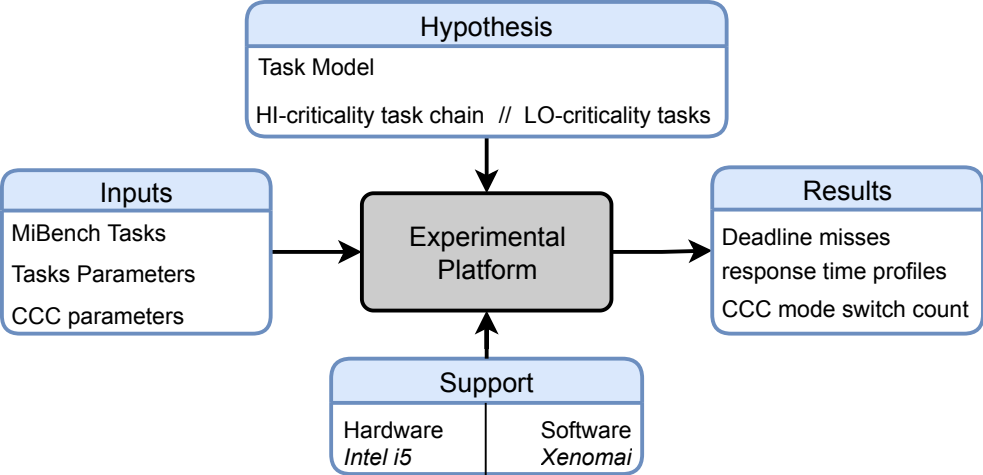 Hypothesis
Task Model
HI-criticality task chain // LO-criticality tasks
Inputs
MiBench Tasks
Tasks Parameters
CCC parameters
Experimental
Platform
Results
Deadline misses
response time profiles
CCC mode switch count
Support
Hardware
Intel i5
Software
Xenomai